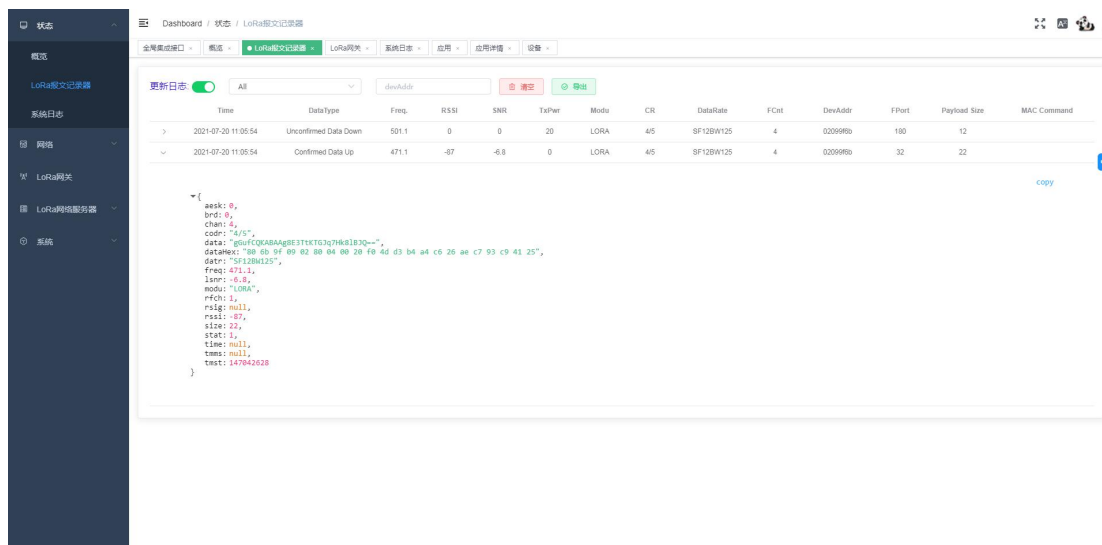 状态
概览
LoRa报文记录器
系统日志
网络
LoRa网关
LoRa网络服务器
系统
Dashboard / 状态 / LoRa报文记录器
全局集成接口 × 概览 × LoRa报文记录器 × LoRa网关 × 系统日志 × 应用 × 应用详情 × 设备 ×
更新日志: All devAddr 清空 导出
Time DataType Freq. RSSI SNR TxPwr Modu CR DataRate FCnt DevAddr FPort Payload Size MAC Command
2021-07-20 11:05:54 Unconfirmed Data Down 501.1 0 0 20 LORA 4/5 SF12BW125 4 02099f6b 180 12
2021-07-20 11:05:54 Confirmed Data Up 471.1 -87 -6.8 0 LORA 4/5 SF12BW125 4 02099f6b 32 22
copy
{
aesk: 0,
brd: 0,
chan: 4,
codr: "4/5",
data: "gGufCQKABAAg8E3TtKTGJq7Hk8lBJQ==",
dataHex: "80 6b 9f 09 02 80 04 00 20 f0 4d d3 b4 a4 c6 26 ae c7 93 c9 41 25",
datr: "SF12BW125",
freq: 471.1,
lsnr: -6.8,
modu: "LORA",
rfch: 1,
rsig: null,
rssi: -87,
size: 22,
stat: 1,
time: null,
tmms: null,
tmst: 147042628
}